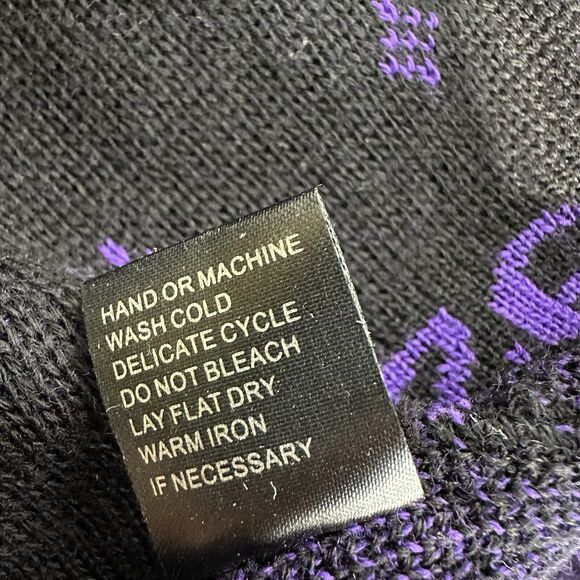 HAND OR MACHINE
WASH COLD
DELICATE CYCLE
DO NOT BLEACH
LAY FLAT DRY
WARM IRON
IF NECESSARY